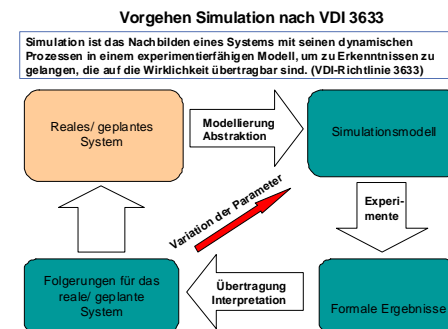 Vorgehen Simulation nach VDI 3633
Simulation ist das Nachbilden eines Systems mit seinen dynamischen
Prozessen in einem experimentierfähigen Modell, um zu Erkenntnissen zu
gelangen, die auf die Wirklichkeit übertragbar sind. (VDI-Richtlinie 3633)
Reales/ geplantes
System
Modellierung
Abstraktion
Simulationsmodell
Variation der Parameter
Experi-
mente
Folgerungen für das
reale/ geplante
System
Übertragung
Interpretation
Formale Ergebnisse